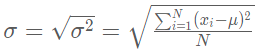 σ = √σ² = √(∑ᵢ₌₁ᴺ (xᵢ−μ)² / N)